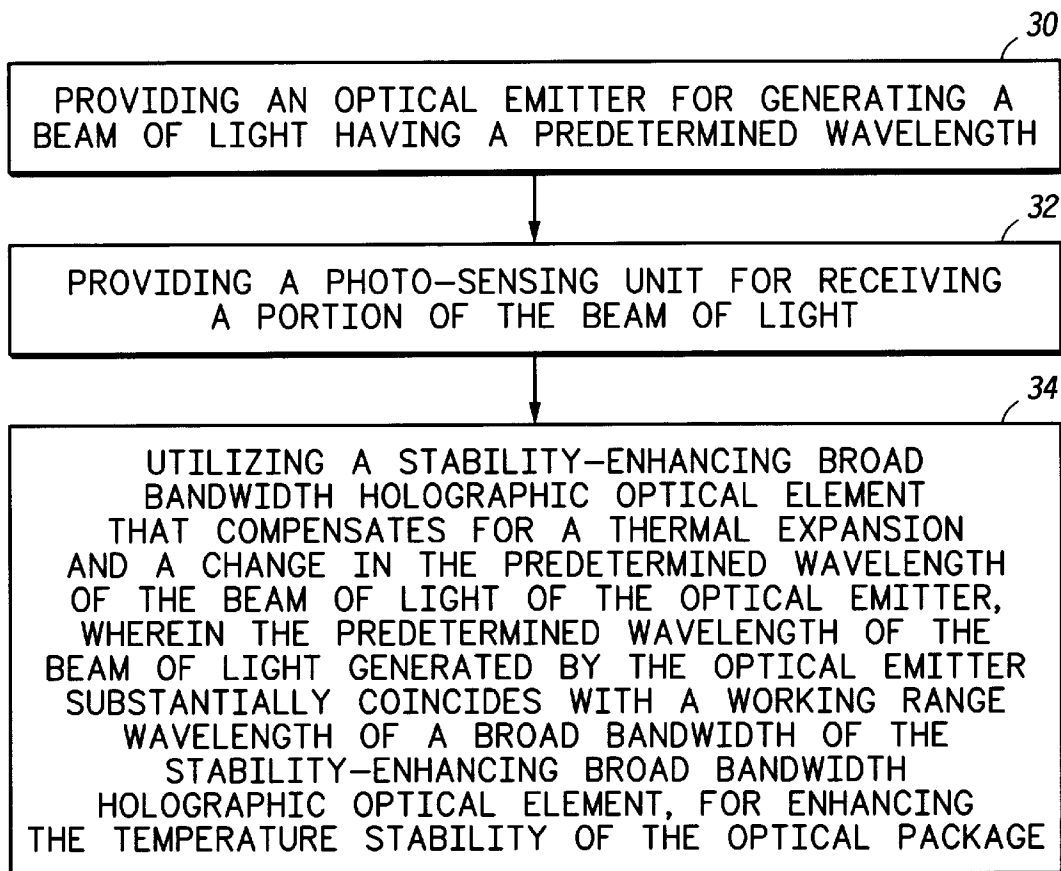 30
PROVIDING AN OPTICAL EMITTER FOR GENERATING A
BEAM OF LIGHT HAVING A PREDETERMINED WAVELENGTH
32
PROVIDING A PHOTO-SENSING UNIT FOR RECEIVING
A PORTION OF THE BEAM OF LIGHT
34
UTILIZING A STABILITY-ENHANCING BROAD
BANDWIDTH HOLOGRAPHIC OPTICAL ELEMENT
THAT COMPENSATES FOR A THERMAL EXPANSION
AND A CHANGE IN THE PREDETERMINED WAVELENGTH
OF THE BEAM OF LIGHT OF THE OPTICAL EMITTER,
WHEREIN THE PREDETERMINED WAVELENGTH OF THE
BEAM OF LIGHT GENERATED BY THE OPTICAL EMITTER
SUBSTANTIALLY COINCIDES WITH A WORKING RANGE
WAVELENGTH OF A BROAD BANDWIDTH OF THE
STABILITY-ENHANCING BROAD BANDWIDTH
HOLOGRAPHIC OPTICAL ELEMENT, FOR ENHANCING
THE TEMPERATURE STABILITY OF THE OPTICAL PACKAGE